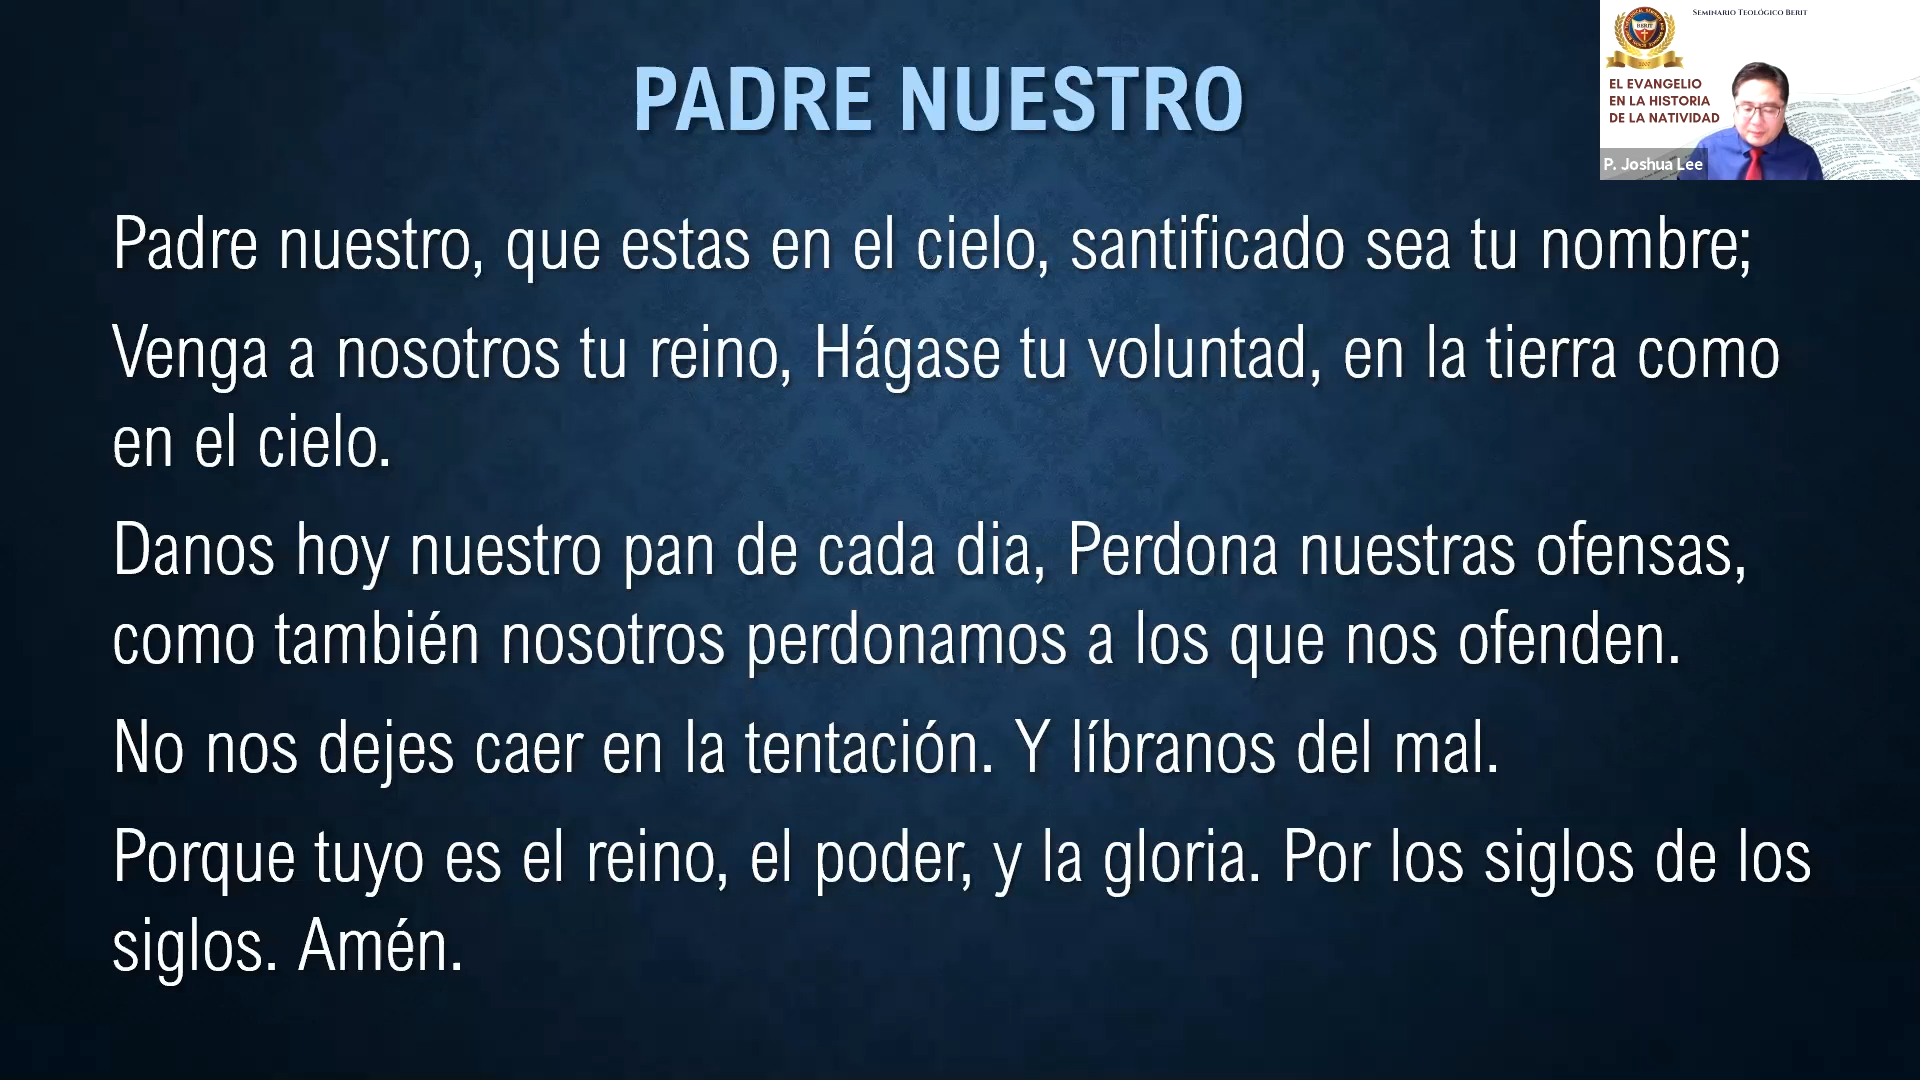 PADRE NUESTRO
Padre nuestro, que estas en el cielo, santificado sea tu nombre;
Venga a nosotros tu reino, Hágase tu voluntad, en la tierra como
en el cielo.
Danos hoy nuestro pan de cada dia, Perdona nuestras ofensas,
como también nosotros perdonamos a los que nos ofenden.
No nos dejes caer en la tentación. Y líbranos del mal.
Porque tuyo es el reino, el poder, y la gloria. Por los siglos de los
siglos. Amén.
Seminario Teológico Berit
BERIT
EL EVANGELIO
EN LA HISTORIA
DE LA NATIVIDAD
P. Joshua Lee